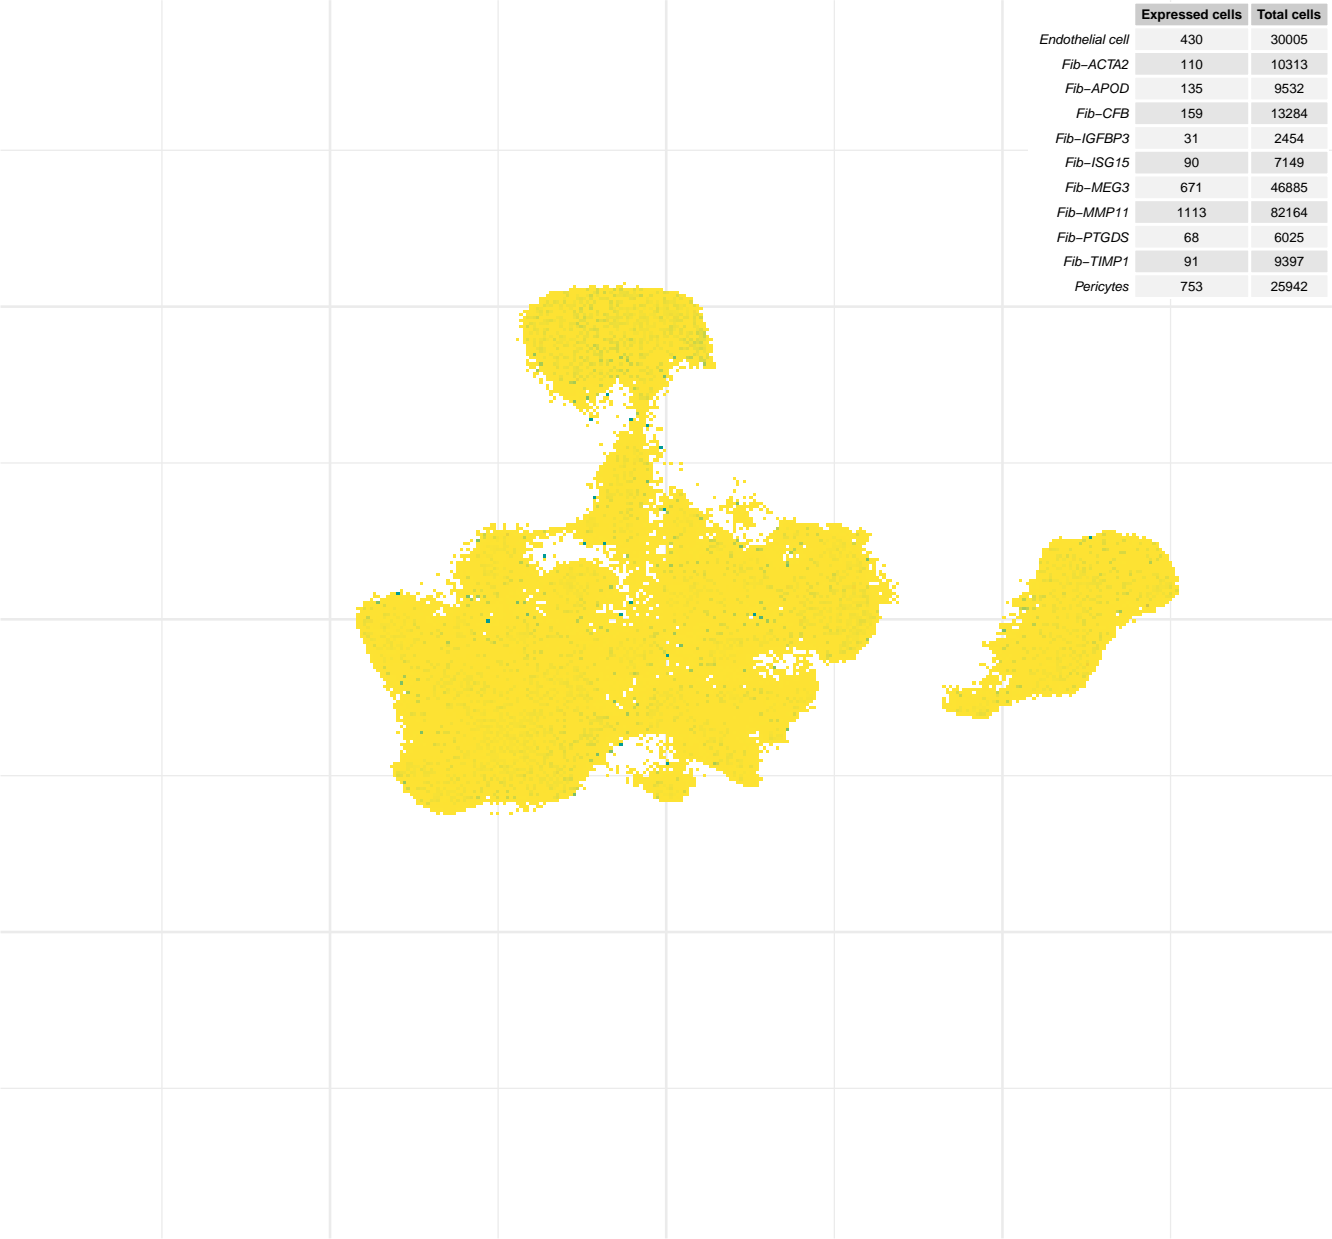 Expressed cells Total cells
Endothelial cell 430 30005
Fib−ACTA2 110 10313
Fib−APOD 135 9532
Fib−CFB 159 13284
Fib−IGFBP3 31 2454
Fib−ISG15 90 7149
Fib−MEG3 671 46885
Fib−MMP11 1113 82164
Fib−PTGDS 68 6025
Fib−TIMP1 91 9397
Pericytes 753 25942